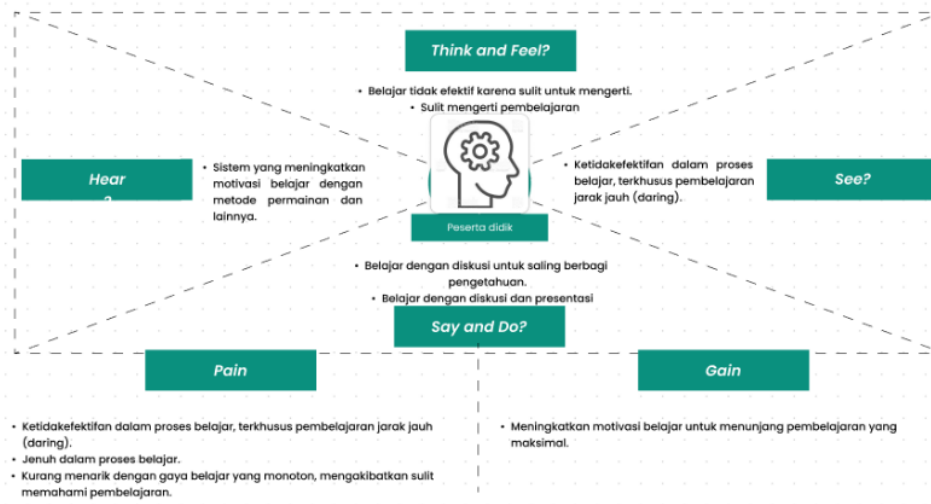 Think and Feel?
• Belajar tidak efektif karena sulit untuk mengerti.
• Sulit mengerti pembelajaran
Hear
?
• Sistem yang meningkatkan
motivasi belajar dengan
metode permainan dan
lainnya.
• Ketidakefektifan dalam proses
belajar, terkhusus pembelajaran
jarak jauh (daring).
See?
Peserta didik
• Belajar dengan diskusi untuk saling berbagi
pengetahuan.
• Belajar dengan diskusi dan presentasi
Say and Do?
Pain
• Ketidakefektifan dalam proses belajar, terkhusus pembelajaran jarak jauh
(daring).
• Jenuh dalam proses belajar.
• Kurang menarik dengan gaya belajar yang monoton, mengakibatkan sulit
memahami pembelajaran.
Gain
• Meningkatkan motivasi belajar untuk menunjang pembelajaran yang
maksimal.